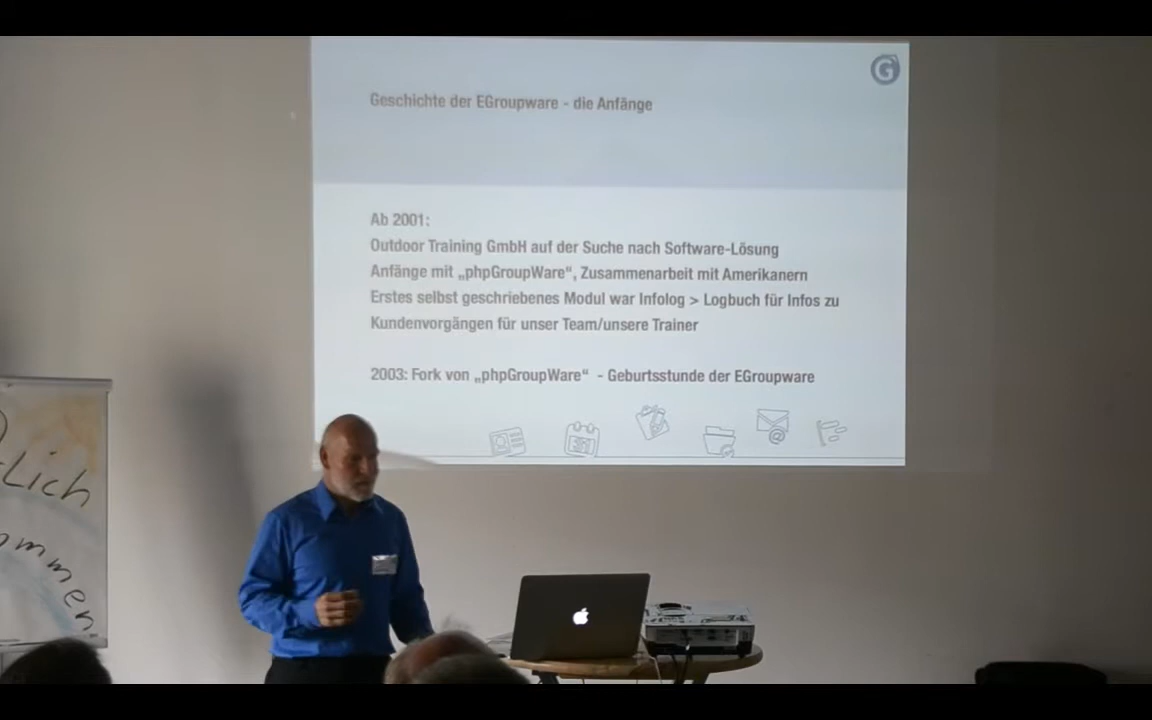 G
Geschichte der EGroupware - die Anfänge
Ab 2001:
Outdoor Training GmbH auf der Suche nach Software-Lösung
Anfänge mit „phpGroupWare“, Zusammenarbeit mit Amerikanern
Erstes selbst geschriebenes Modul war Infolog > Logbuch für Infos zu
Kundenvorgängen für unser Team/unsere Trainer
2003: Fork von „phpGroupWare“ - Geburtsstunde der EGroupware
@
lich
mmen